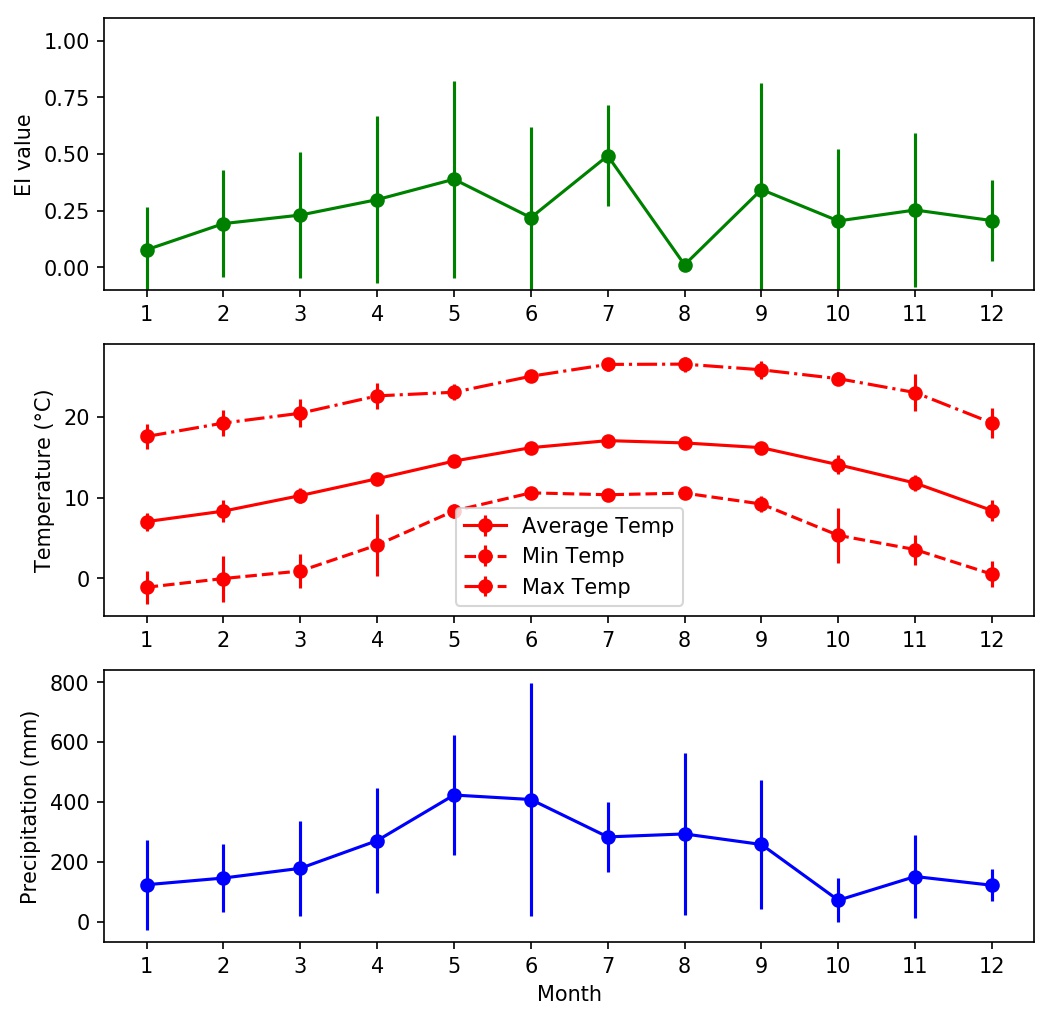 EI value
1.00
0.75
0.50
0.25
0.00
1 2 3 4 5 6 7 8 9 10 11 12
Temperature (°C)
20
10
0
Average Temp
Min Temp
Max Temp
1 2 3 4 5 6 7 8 9 10 11 12
Precipitation (mm)
800
600
400
200
0
1 2 3 4 5 6 7 8 9 10 11 12
Month